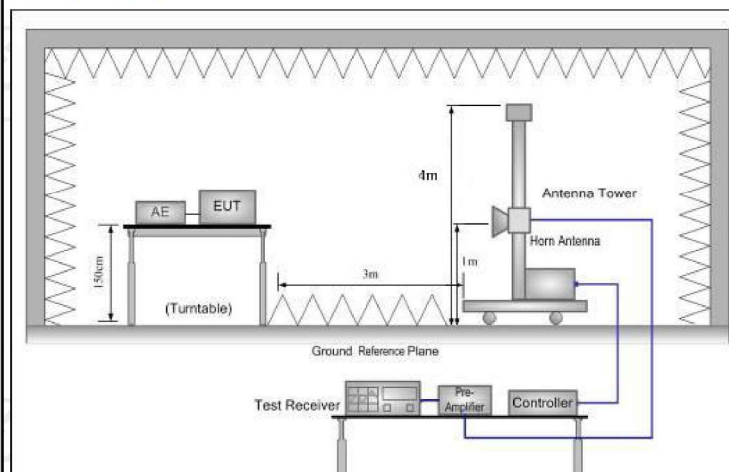 4m
Antenna Tower
AE
EUT
Horn Antenna
150cm
1m
3m
(Turntable)
Ground Reference Plane
Test Receiver
Pre-
Amplifier
Controller